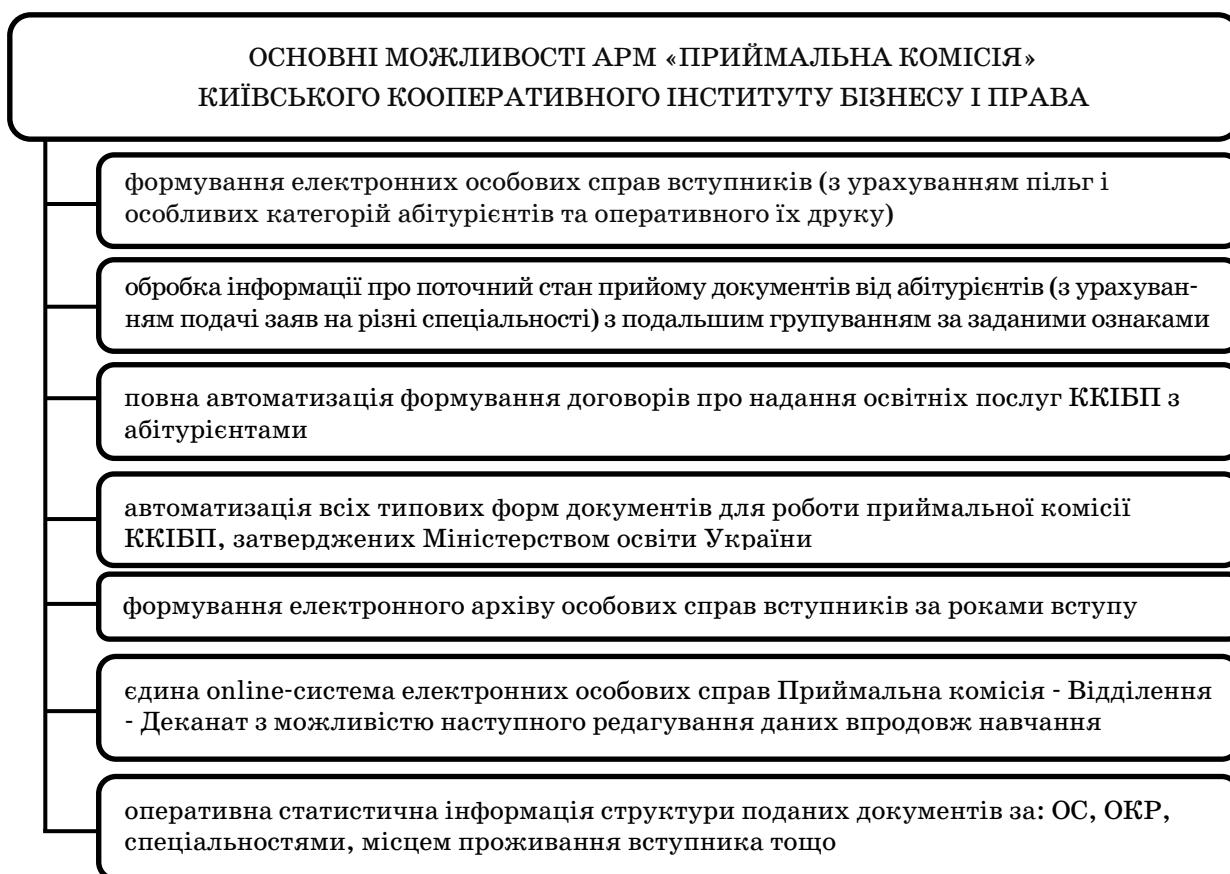 ОСНОВНІ МОЖЛИВОСТІ АРМ «ПРИЙМАЛЬНА КОМІСІЯ»
КИЇВСЬКОГО КООПЕРАТИВНОГО ІНСТИТУТУ БІЗНЕСУ І ПРАВА
формування електронних особових справ вступників (з урахуванням пільг і
особливих категорій абітурієнтів та оперативного їх друку)
обробка інформації про поточний стан прийому документів від абітурієнтів (з урахуван-
ням подачі заяв на різні спеціальності) з подальшим групуванням за заданими ознаками
повна автоматизація формування договорів про надання освітніх послуг ККІБП з
абітурієнтами
автоматизація всіх типових форм документів для роботи приймальної комісії
ККІБП, затверджених Міністерством освіти України
формування електронного архіву особових справ вступників за роками вступу
єдина online-система електронних особових справ Приймальна комісія - Відділення
- Деканат з можливістю наступного редагування даних впродовж навчання
оперативна статистична інформація структури поданих документів за: ОС, ОКР,
спеціальностями, місцем проживання вступника тощо